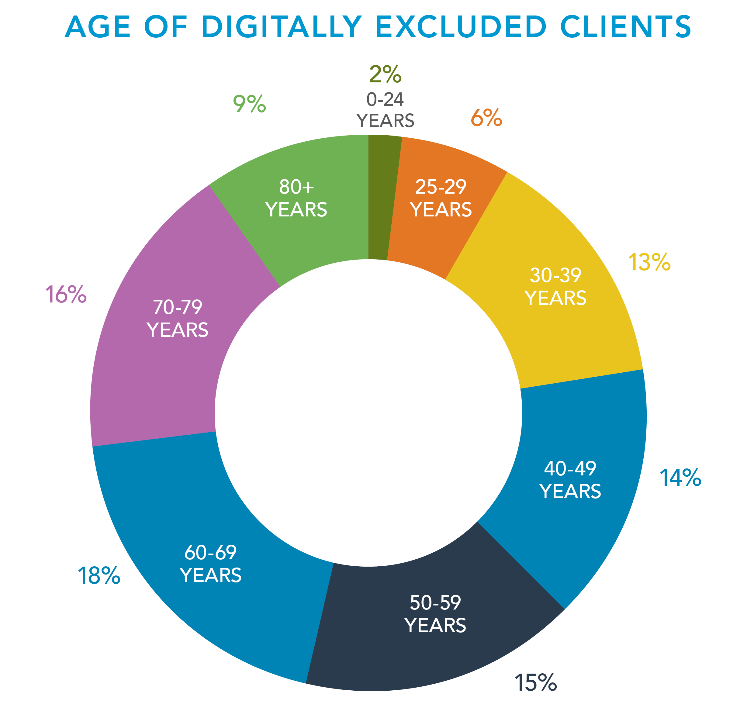 AGE OF DIGITALLY EXCLUDED CLIENTS
2%
0-24
YEARS
6%
25-29
YEARS
13%
30-39
YEARS
14%
40-49
YEARS
15%
50-59
YEARS
18%
60-69
YEARS
16%
70-79
YEARS
9%
80+
YEARS